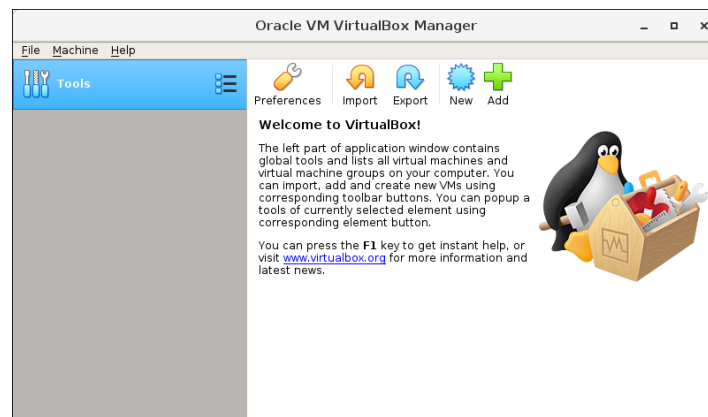 Oracle VM VirtualBox Manager
File Machine Help
Tools
Preferences Import Export New Add
Welcome to VirtualBox!
The left part of application window contains
global tools and lists all virtual machines and
virtual machine groups on your computer. You
can import, add and create new VMs using
corresponding toolbar buttons. You can popup a
tools of currently selected element using
corresponding element button.
You can press the F1 key to get instant help, or
visit www.virtualbox.org for more information and
latest news.